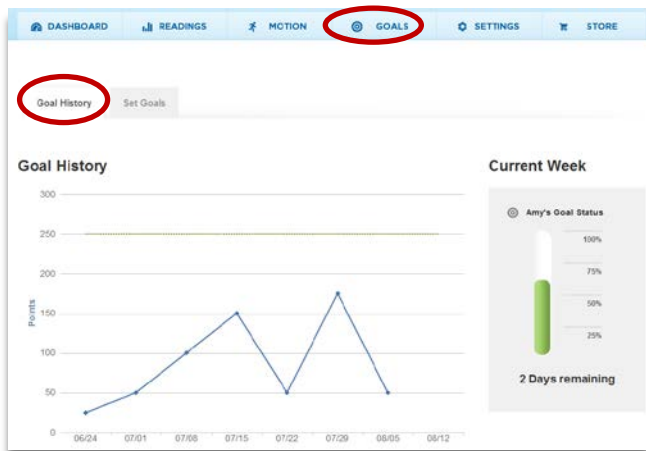 DASHBOARD READINGS MOTION GOALS SETTINGS STORE
Goal History Set Goals
Goal History
Current Week
300
250
200
150
100
50
0
Points
06/24 07/01 07/08 07/15 07/22 07/29 08/05 08/12
Amy's Goal Status
100%
75%
50%
25%
2 Days remaining